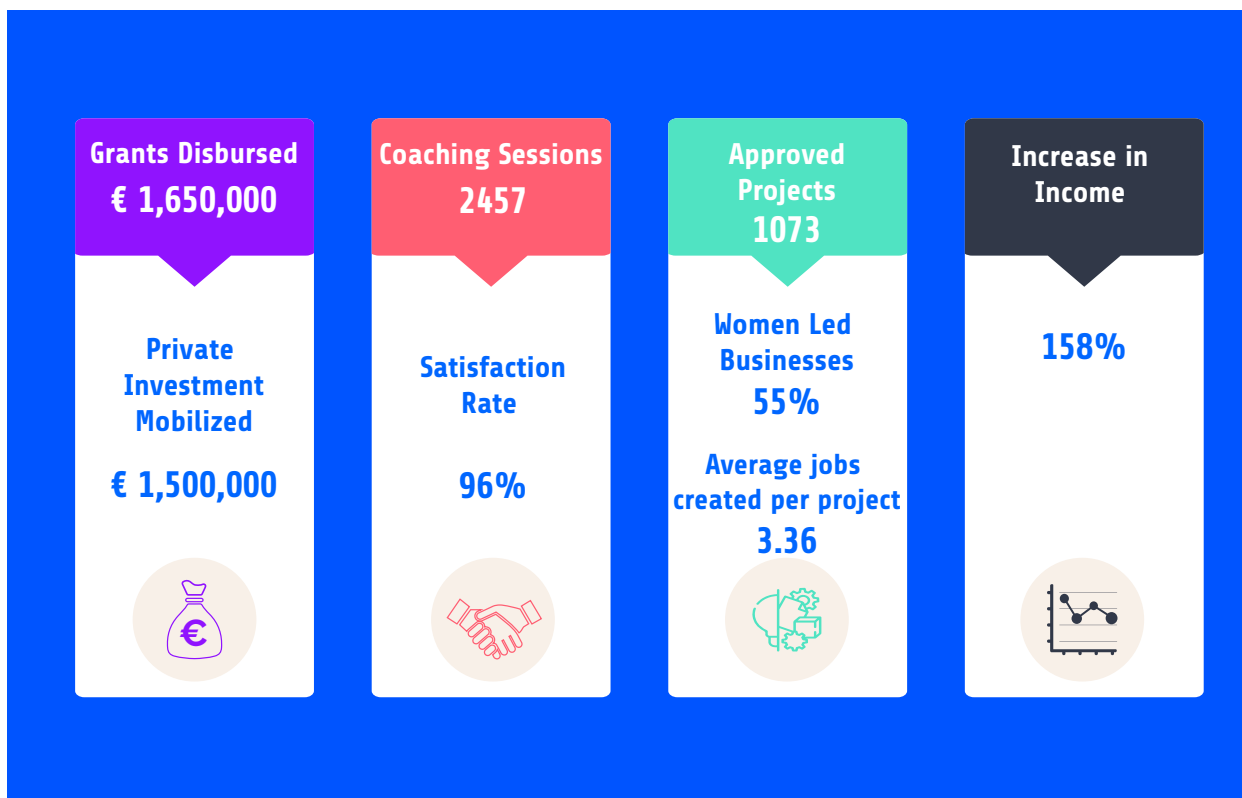 Grants Disbursed
€ 1,650,000
Private
Investment
Mobilized
€ 1,500,000
€
Coaching Sessions
2457
Satisfaction
Rate
96%
Approved
Projects
1073
Women Led
Businesses
55%
Average jobs
created per project
3.36
Increase in
Income
158%